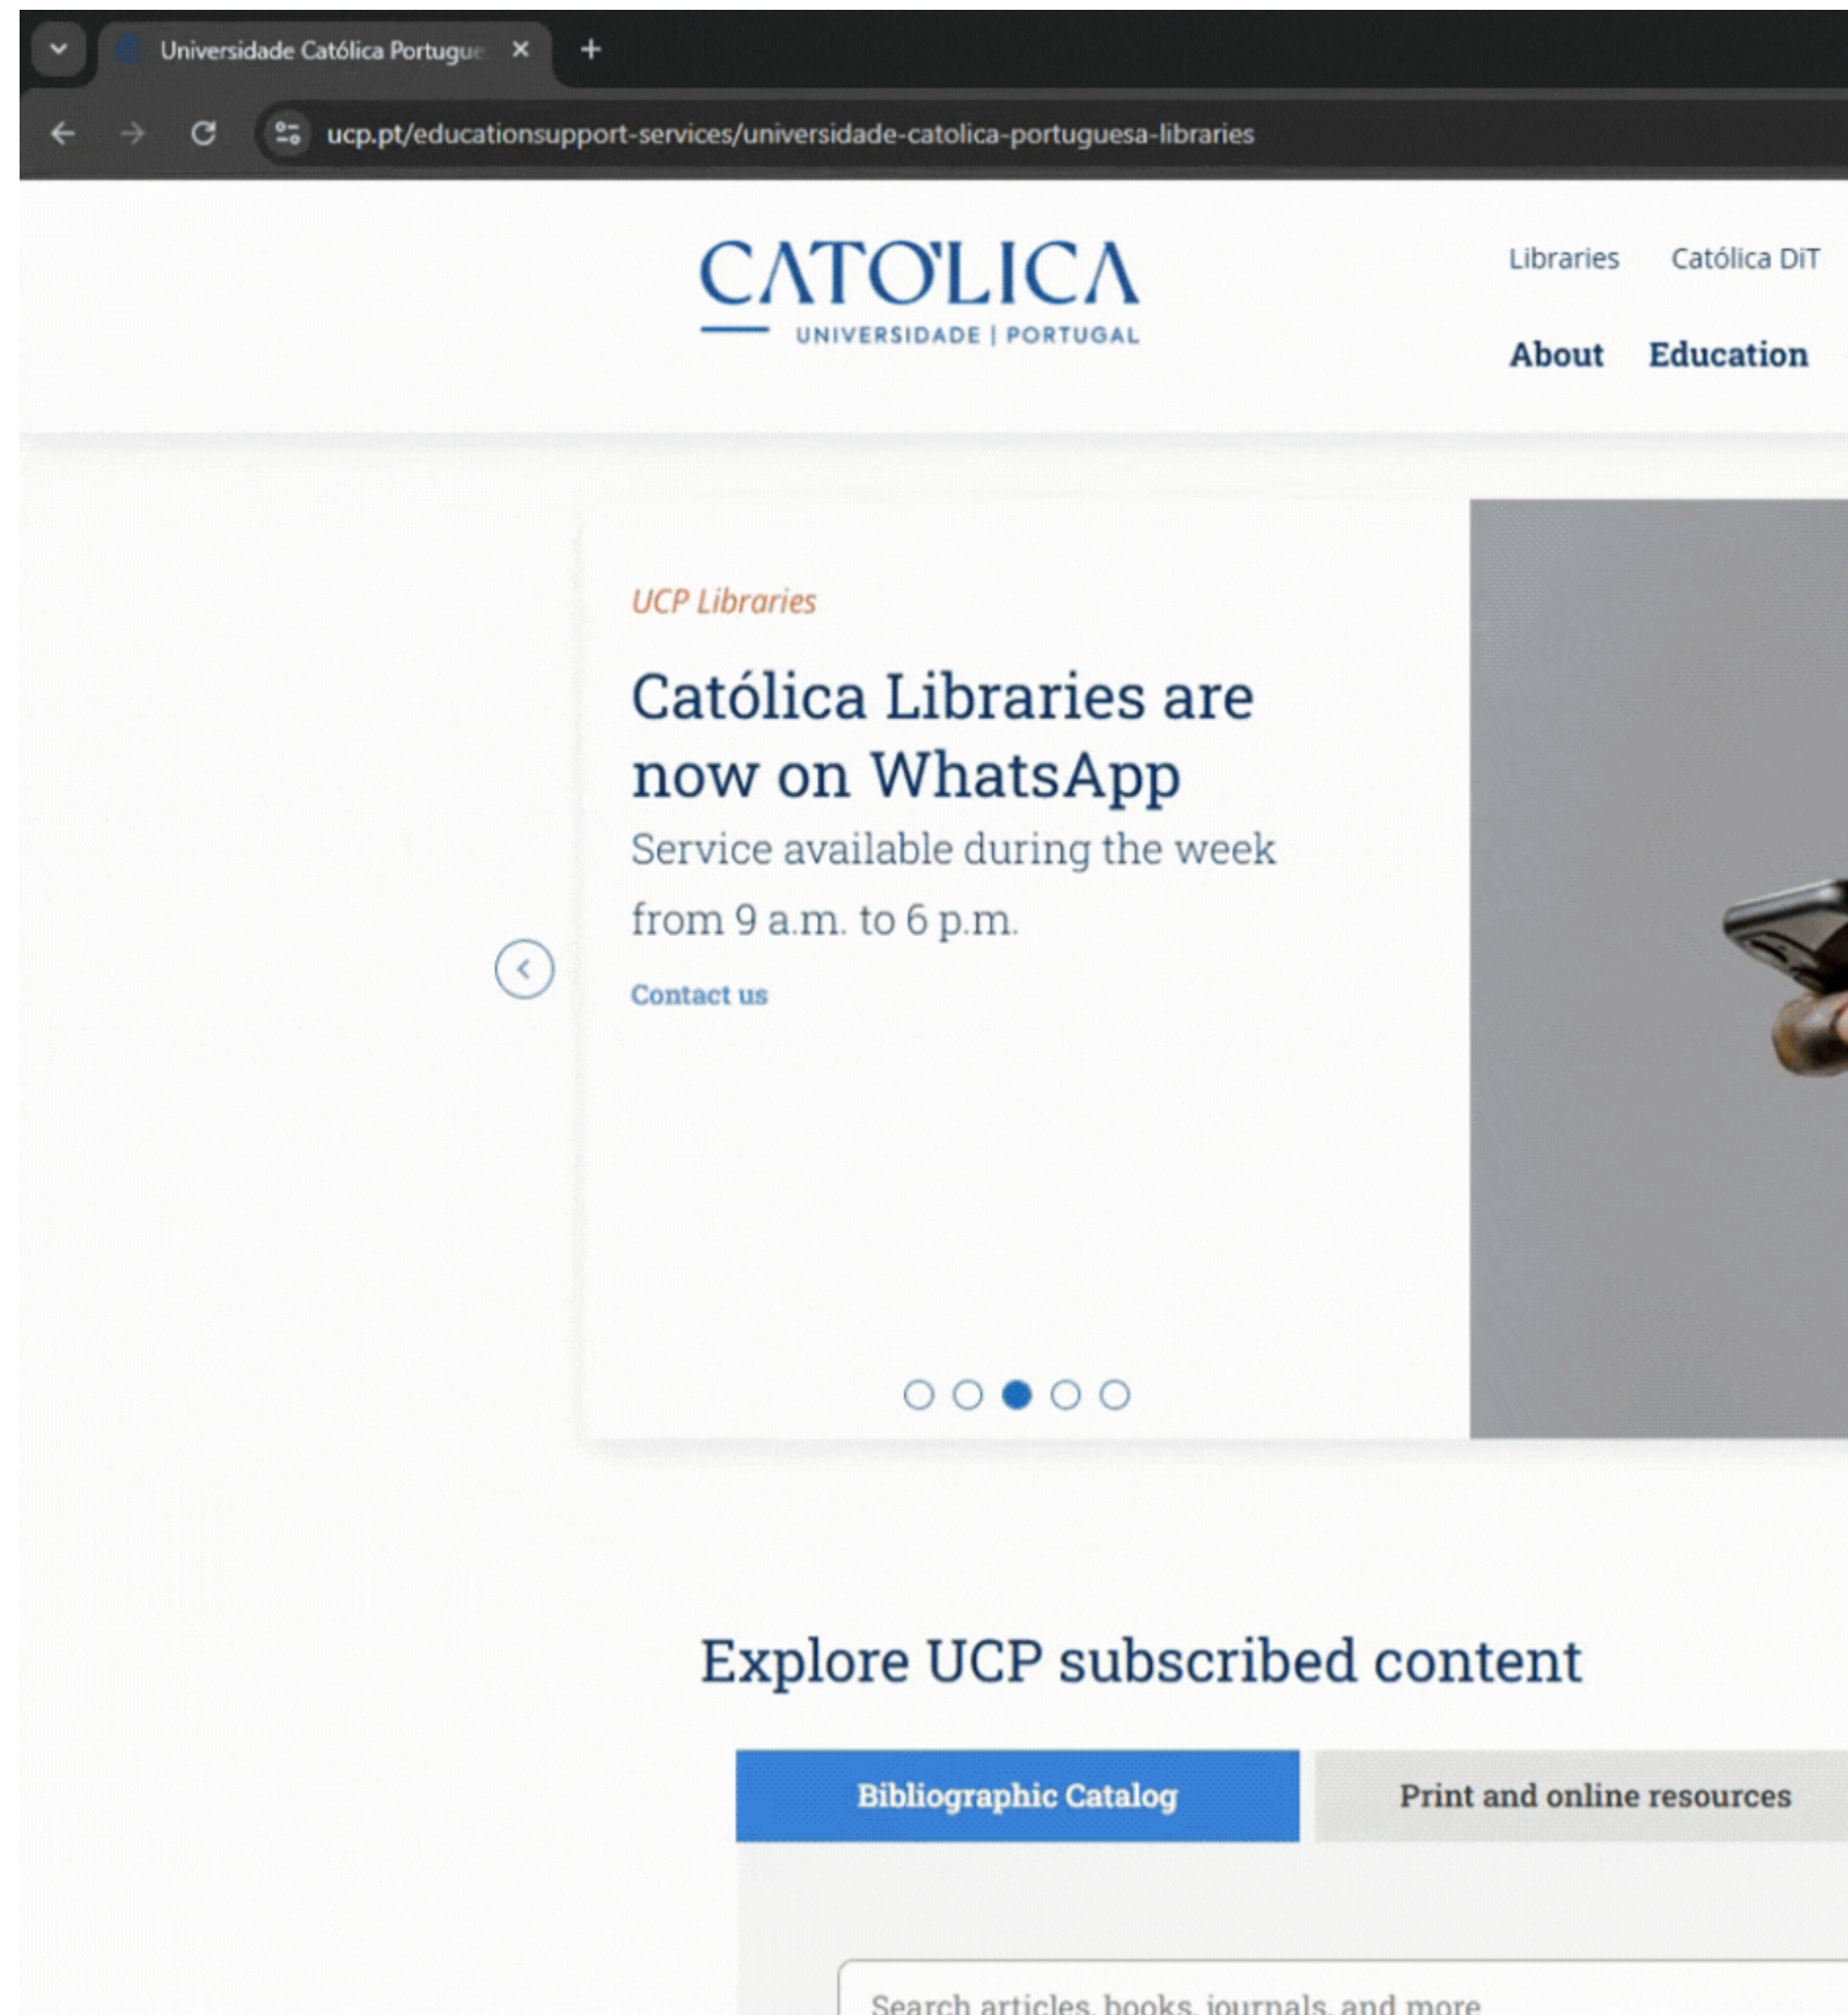 Universidade Católica Portugue
ucp.pt/educationsupport-services/universidade-catolica-portuguesa-libraries
CATÓLICA
UNIVERSIDADE | PORTUGAL
Libraries Católica DiT
About Education
UCP Libraries
Católica Libraries are
now on WhatsApp
Service available during the week
from 9 a.m. to 6 p.m.
Contact us
Explore UCP subscribed content
Bibliographic Catalog Print and online resources
Search articles, books, journals, and more